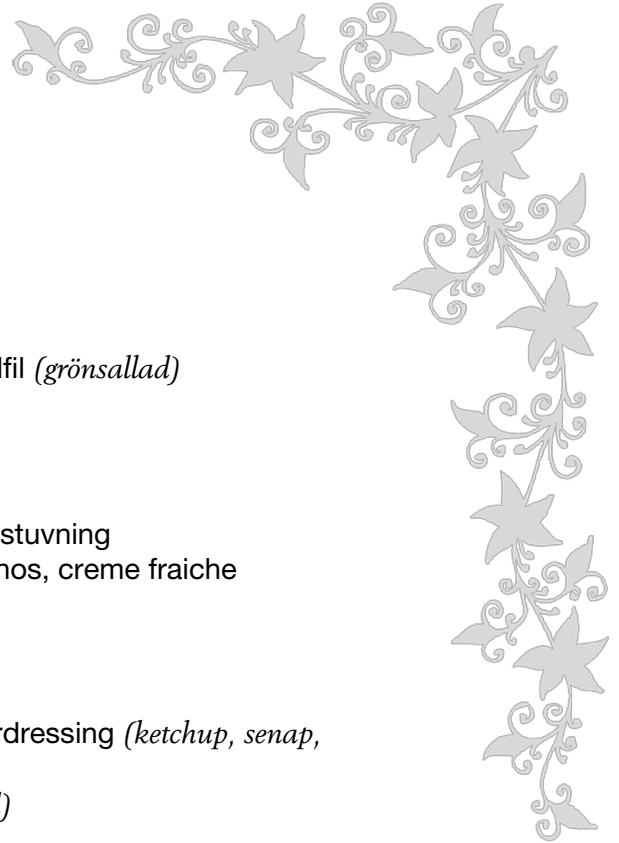 lfil (grönsallad)
stuvning
nos, creme fraiche
rdressing (ketchup, senap,
)